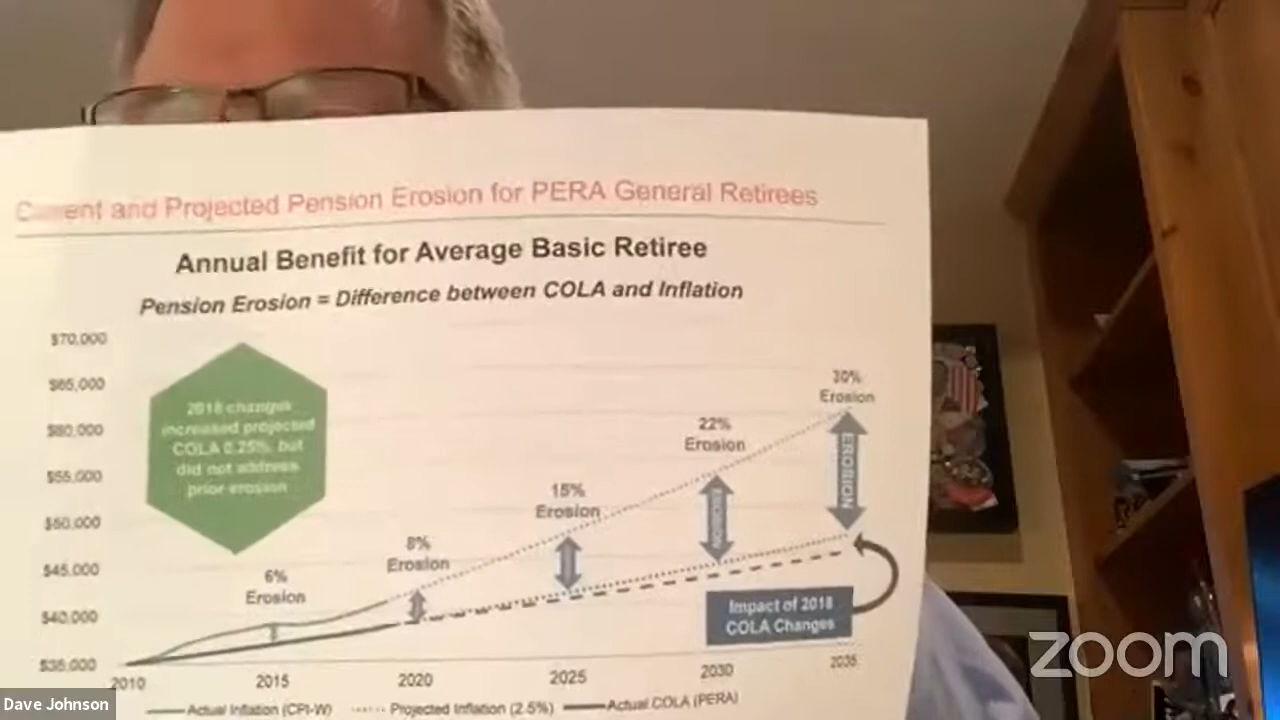 Current and Projected Pension Erosion for PERA General Retirees
Annual Benefit for Average Basic Retiree
Pension Erosion = Difference between COLA and Inflation
$70,000
$65,000
$60,000
$55,000
$50,000
$45,000
$40,000
$35,000
2018 changes
increased projected
COLA 0.25%, but
did not address
prior erosion
6%
Erosion
8%
Erosion
15%
Erosion
22%
Erosion
30%
Erosion
EROSION
EROSION
Impact of 2018
COLA Changes
2010 2015 2020 2025 2030 2035
Actual Inflation (CPI-W) Projected Inflation (2.5%) Actual COLA (PERA)
Dave Johnson
zoom